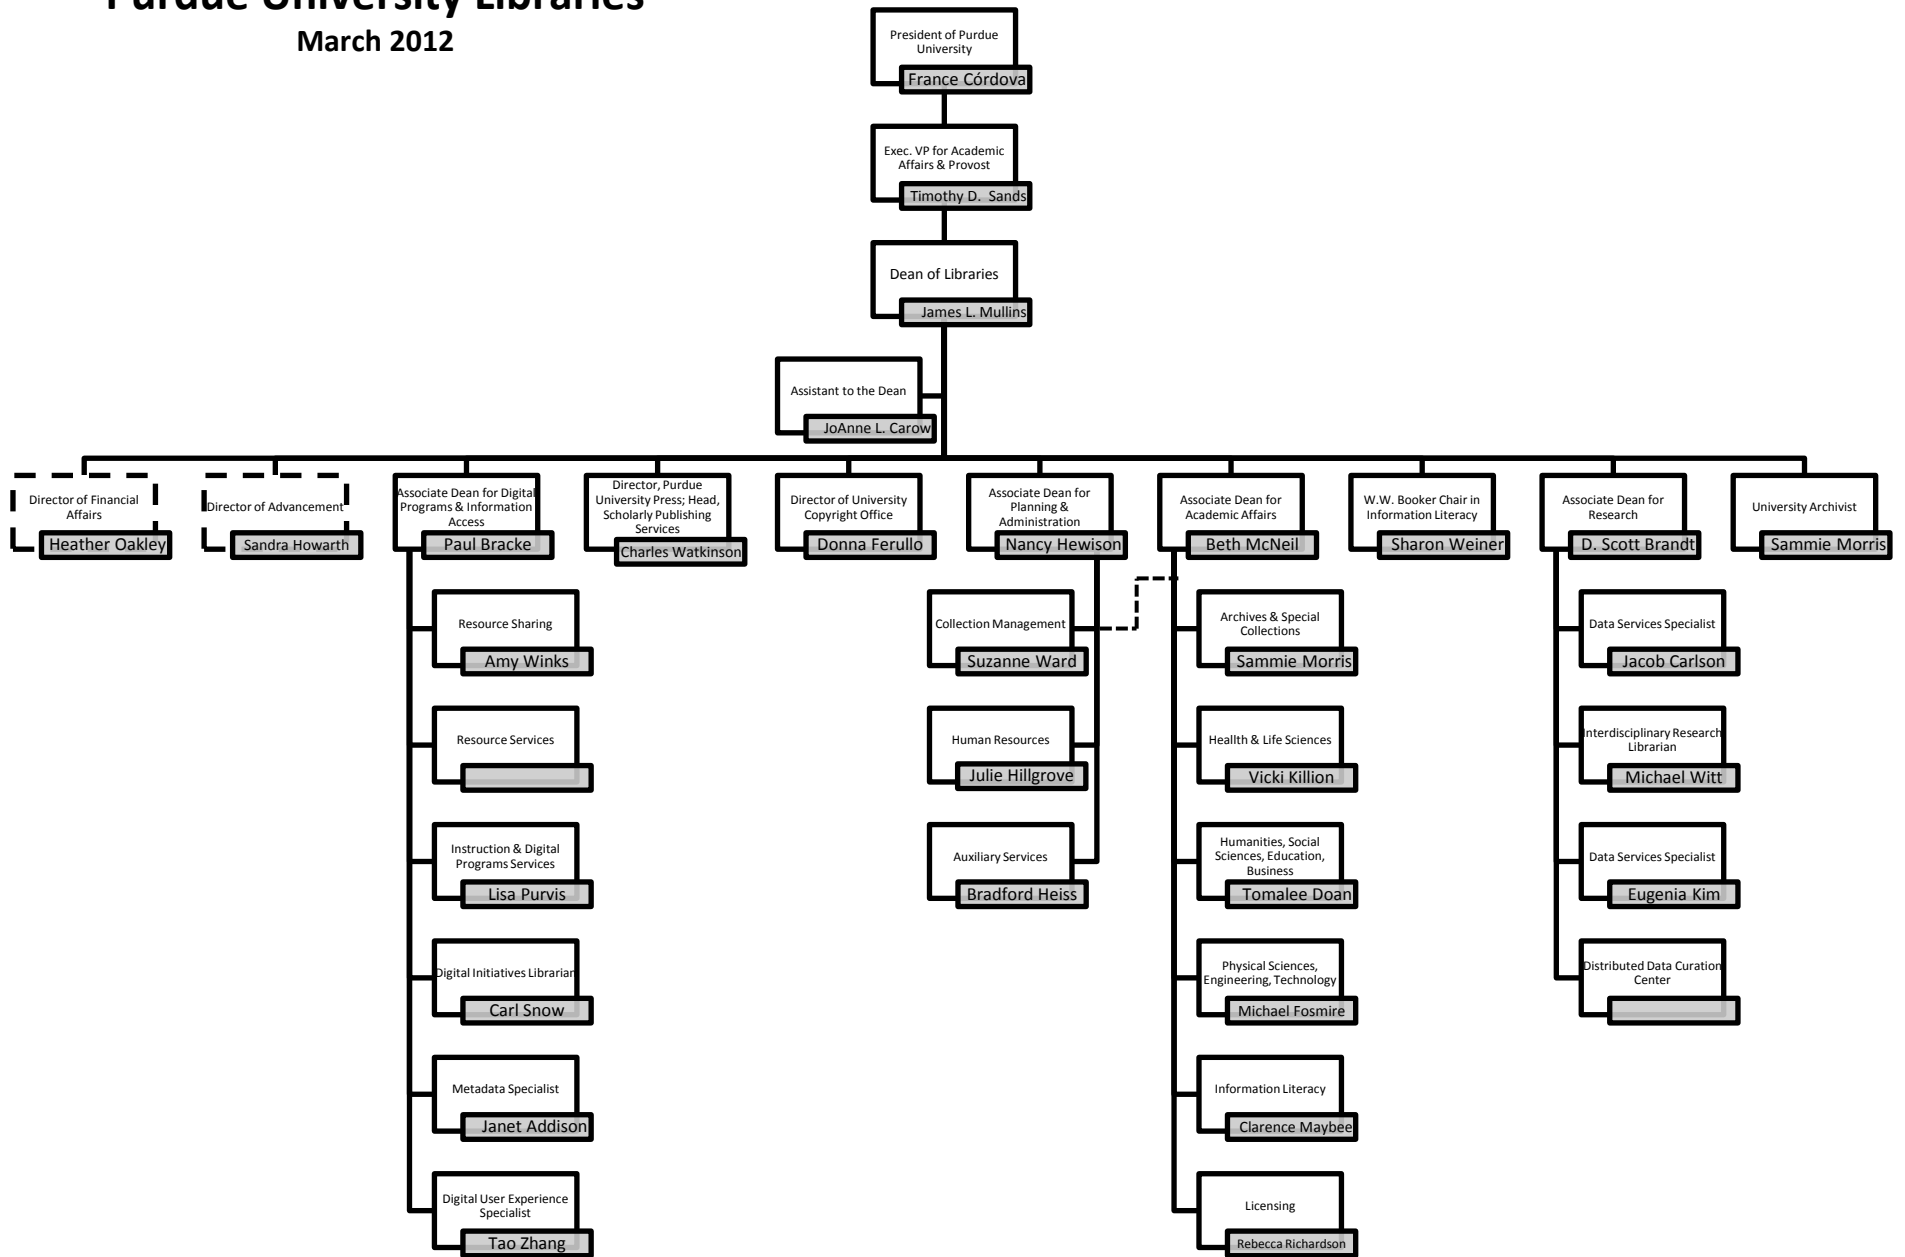 Purdue University Libraries
March 2012
President of Purdue
University
France Córdova
Exec. VP for Academic
Affairs & Provost
Timothy D. Sands
Dean of Libraries
James L. Mullins
Assistant to the Dean
JoAnne L. Carow
Director of Financial
Affairs
Heather Oakley
Director of Advancement
Sandra Howarth
Associate Dean for Digital
Programs & Information
Access
Paul Bracke
Director, Purdue
University Press; Head,
Scholarly Publishing
Services
Charles Watkinson
Director of University
Copyright Office
Donna Ferullo
Associate Dean for
Planning &
Administration
Nancy Hewison
Associate Dean for
Academic Affairs
Beth McNeil
W.W. Booker Chair in
Information Literacy
Sharon Weiner
Associate Dean for
Research
D. Scott Brandt
University Archivist
Sammie Morris
Resource Sharing
Amy Winks
Resource Services
Instruction & Digital
Programs Services
Lisa Purvis
Digital Initiatives Librarian
Carl Snow
Metadata Specialist
Janet Addison
Digital User Experience
Specialist
Tao Zhang
Collection Management
Suzanne Ward
Human Resources
Julie Hillgrove
Auxiliary Services
Bradford Heiss
Archives & Special
Collections
Sammie Morris
Heallth & Life Sciences
Vicki Killion
Humanities, Social
Sciences, Education,
Business
Tomalee Doan
Physical Sciences,
Engineering, Technology
Michael Fosmire
Information Literacy
Clarence Maybee
Licensing
Rebecca Richardson
Data Services Specialist
Jacob Carlson
Interdisciplinary Research
Librarian
Michael Witt
Data Services Specialist
Eugenia Kim
Distributed Data Curation
Center